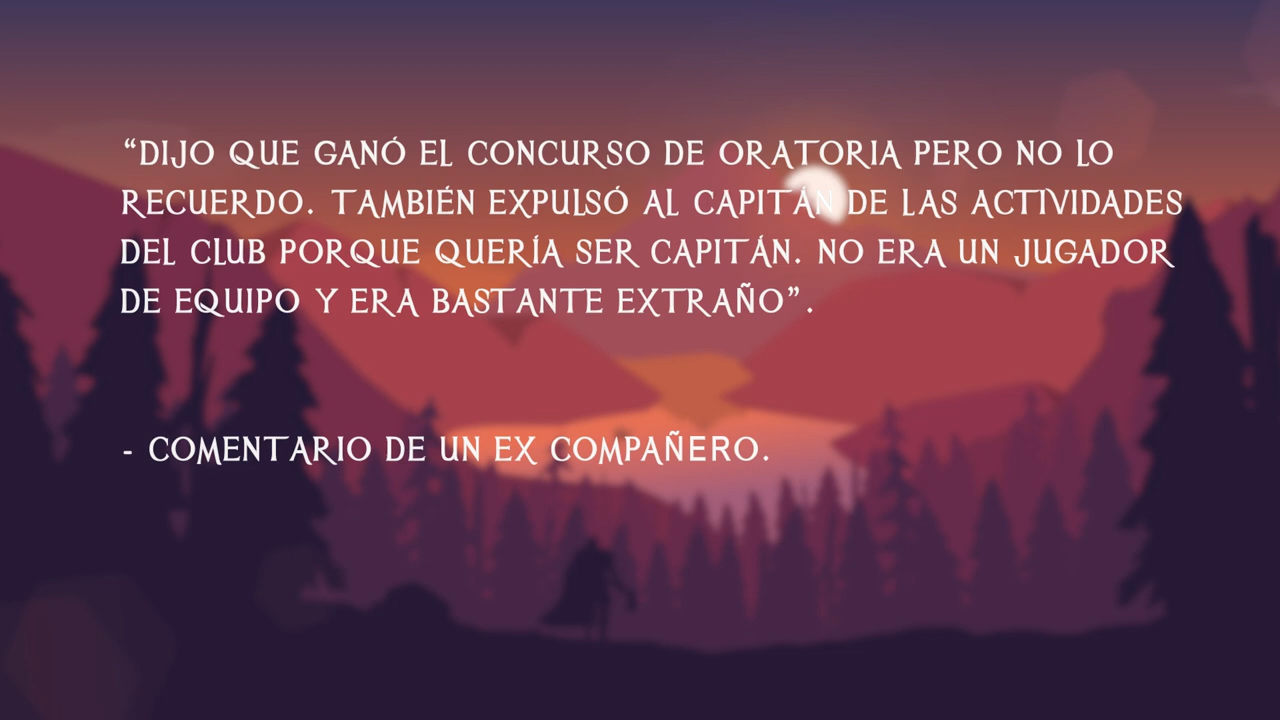 “DIJO QUE GANÓ EL CONCURSO DE ORATORIA PERO NO LO
RECUERDO. TAMBIÉN EXPULSÓ AL CAPITÁN DE LAS ACTIVIDADES
DEL CLUB PORQUE QUERÍA SER CAPITÁN. NO ERA UN JUGADOR
DE EQUIPO Y ERA BASTANTE EXTRAÑO”.
- COMENTARIO DE UN EX COMPAÑERO.